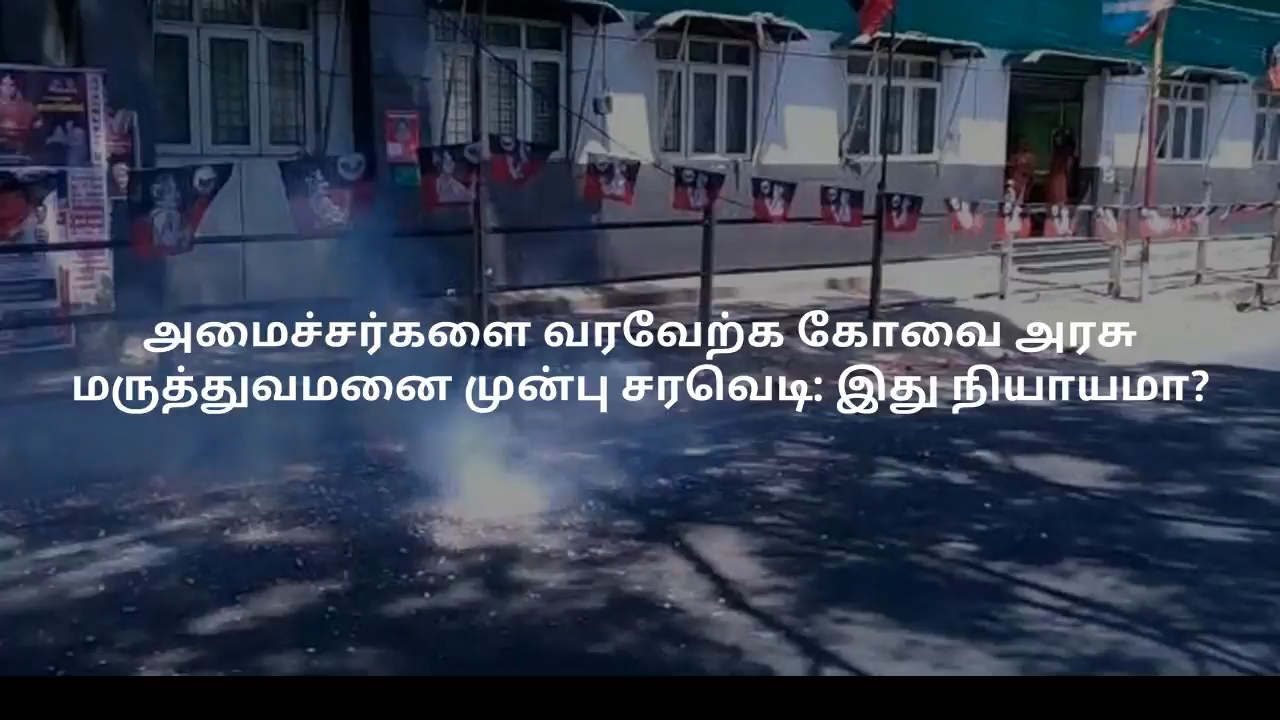 அமைச்சர்களை வரவேற்க கோவை அரசு
மருத்துவமனை முன்பு சரவெடி: இது நியாயமா?